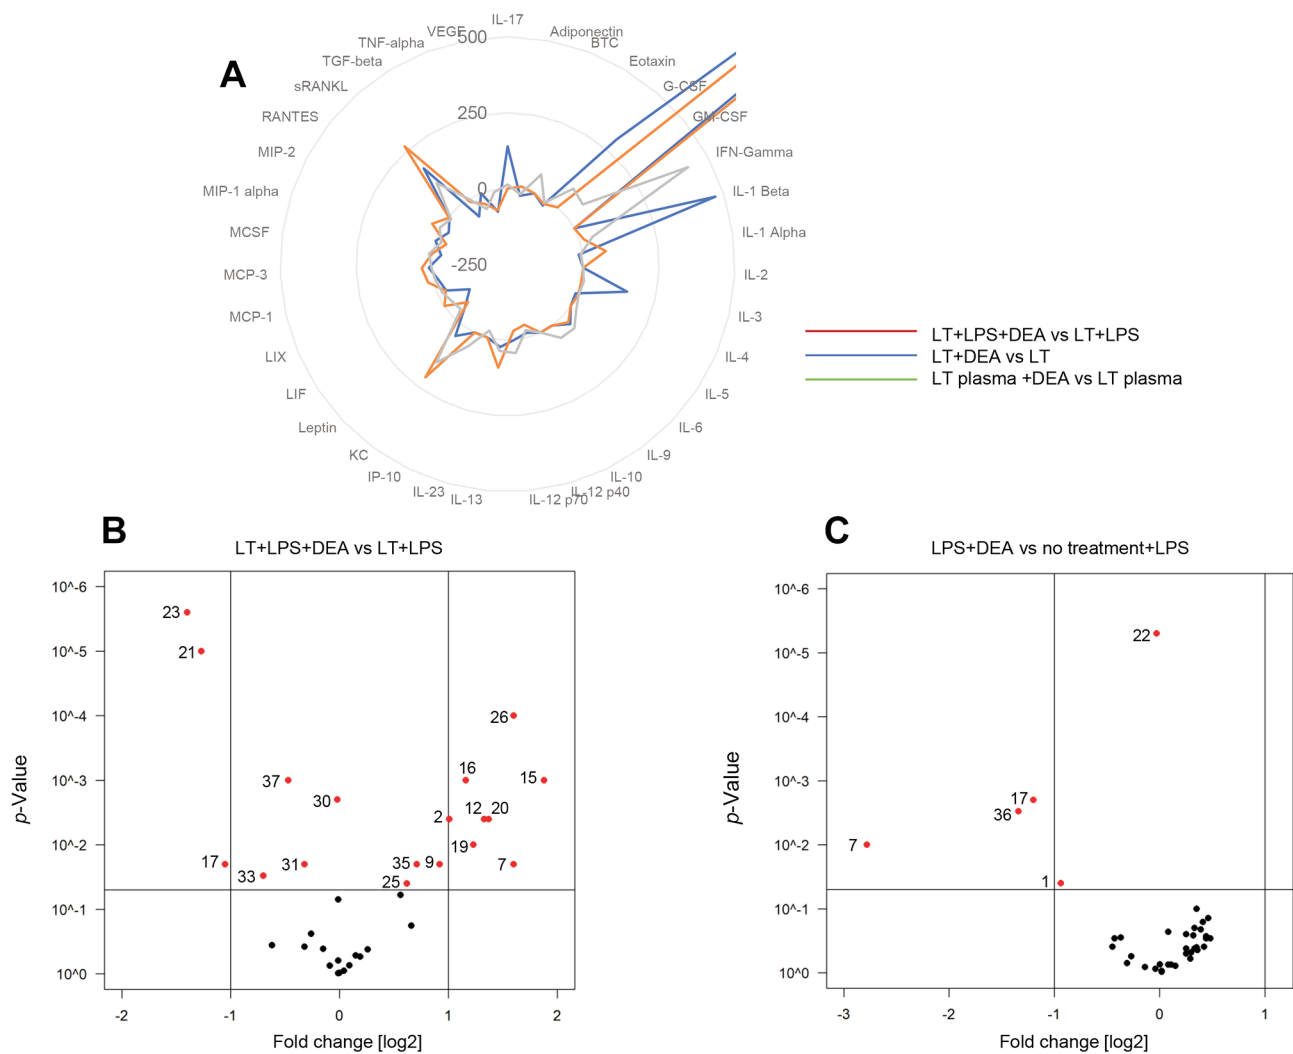 A
IL-17
Adiponectin
BTC
Eotaxin
G-CSF
GM-CSF
IFN-Gamma
IL-1 Beta
IL-1 Alpha
IL-2
IL-3
IL-4
IL-5
IL-6
IL-9
IL-10
IL-12 p40
IL-12 p70
IL-13
IL-23
IP-10
KC
Leptin
LIF
LIX
MCP-1
MCP-3
MCSF
MIP-1 alpha
MIP-2
RANTES
sRANKL
TGF-beta
TNF-alpha
VEGF
500
250
0
-250
LT+LPS+DEA vs LT+LPS
LT+DEA vs LT
LT plasma +DEA vs LT plasma
B
LT+LPS+DEA vs LT+LPS
p-Value
10^-6
10^-5
10^-4
10^-3
10^-2
10^-1
10^0
23
21
26
37
16
15
30
2
12
20
19
17
33
31
35
9
7
25
-2
-1
0
1
2
Fold change [log2]
C
LPS+DEA vs no treatment+LPS
p-Value
10^-6
10^-5
10^-4
10^-3
10^-2
10^-1
10^0
22
17
36
7
1
-3
-2
-1
0
1
Fold change [log2]